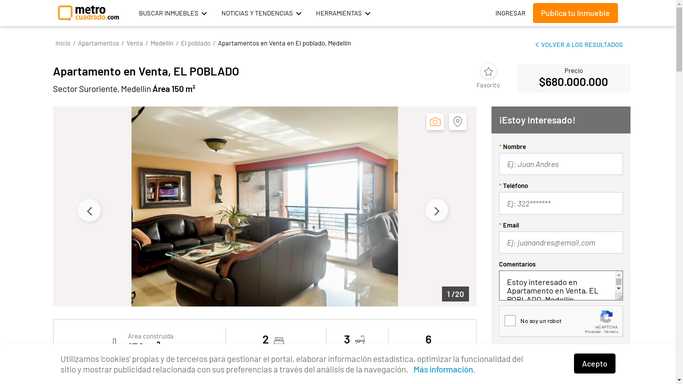 metro
cuadrado.com
BUSCAR INMUEBLES
NOTICIAS Y TENDENCIAS
HERRAMIENTAS
INGRESAR
Publica tu Inmueble
Inicio / Apartamentos / Venta / Medellín / El poblado / Apartamentos en Venta en El poblado, Medellín
VOLVER A LOS RESULTADOS
Apartamento en Venta, EL POBLADO
Sector Suroriente, Medellín Área 150 m²
Favorito
Precio
$680.000.000
1 / 20
¡Estoy Interesado!
* Nombre
Ej: Juan Andres
* Teléfono
Ej: 322*******
* Email
Ej: juanandres@email.com
Comentarios
Estoy interesado en
Apartamento en Venta, EL
POBLADO, Medellín
No soy un robot
reCAPTCHA
Privacidad - Términos
Área construida
2
3
6
Utilizamos 'cookies' propias y de terceros para gestionar el portal, elaborar información estadística, optimizar la funcionalidad del
sitio y mostrar publicidad relacionada con sus preferencias a través del análisis de la navegación. Más información.
Acepto